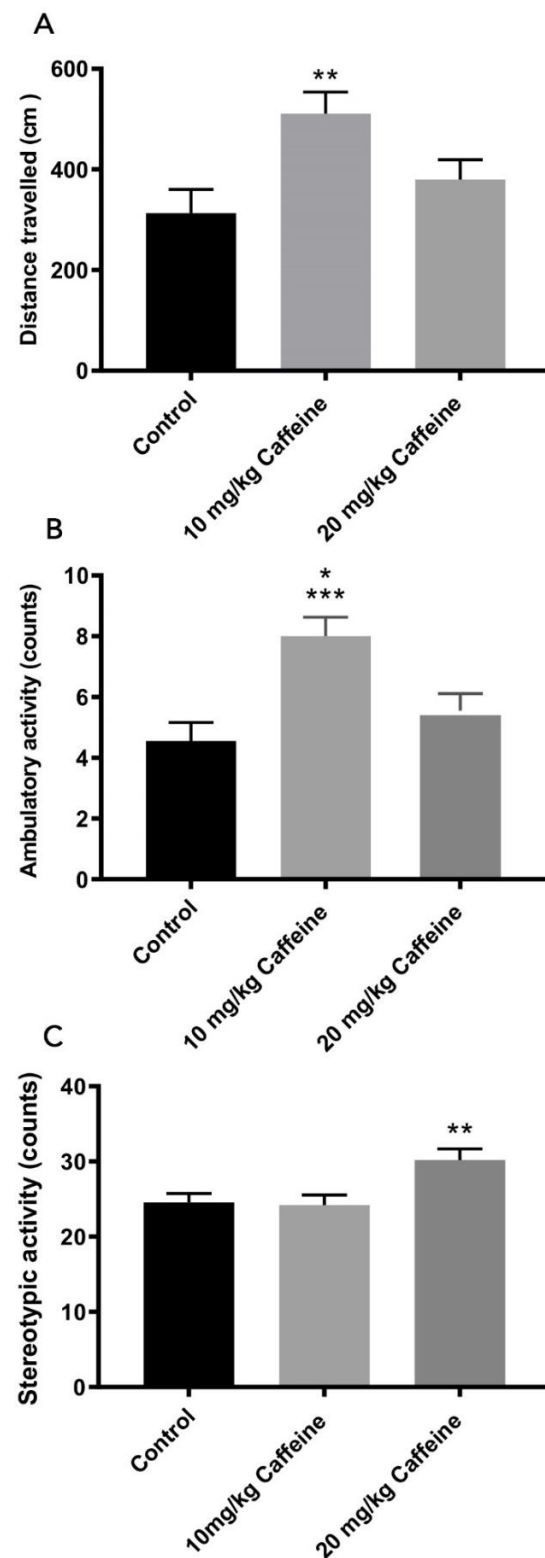 A
Distance travelled (cm )
600
400
200
0
**
Control
10 mg/kg Caffeine
20 mg/kg Caffeine
B
Ambulatory activity (counts)
10
8
6
4
2
0
*
***
Control
10 mg/kg Caffeine
20 mg/kg Caffeine
C
Stereotypic activity (counts)
40
30
20
10
0
**
Control
10mg/kg Caffeine
20 mg/kg Caffeine